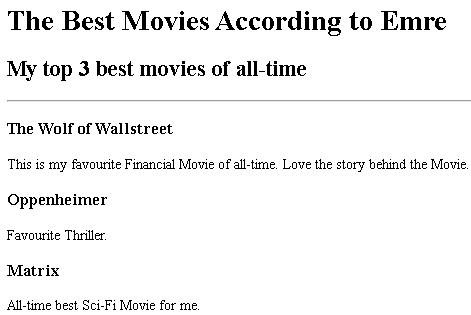 The Best Movies According to Emre
My top 3 best movies of all-time
The Wolf of Wallstreet
This is my favourite Financial Movie of all-time. Love the story behind the Movie.
Oppenheimer
Favourite Thriller.
Matrix
All-time best Sci-Fi Movie for me.